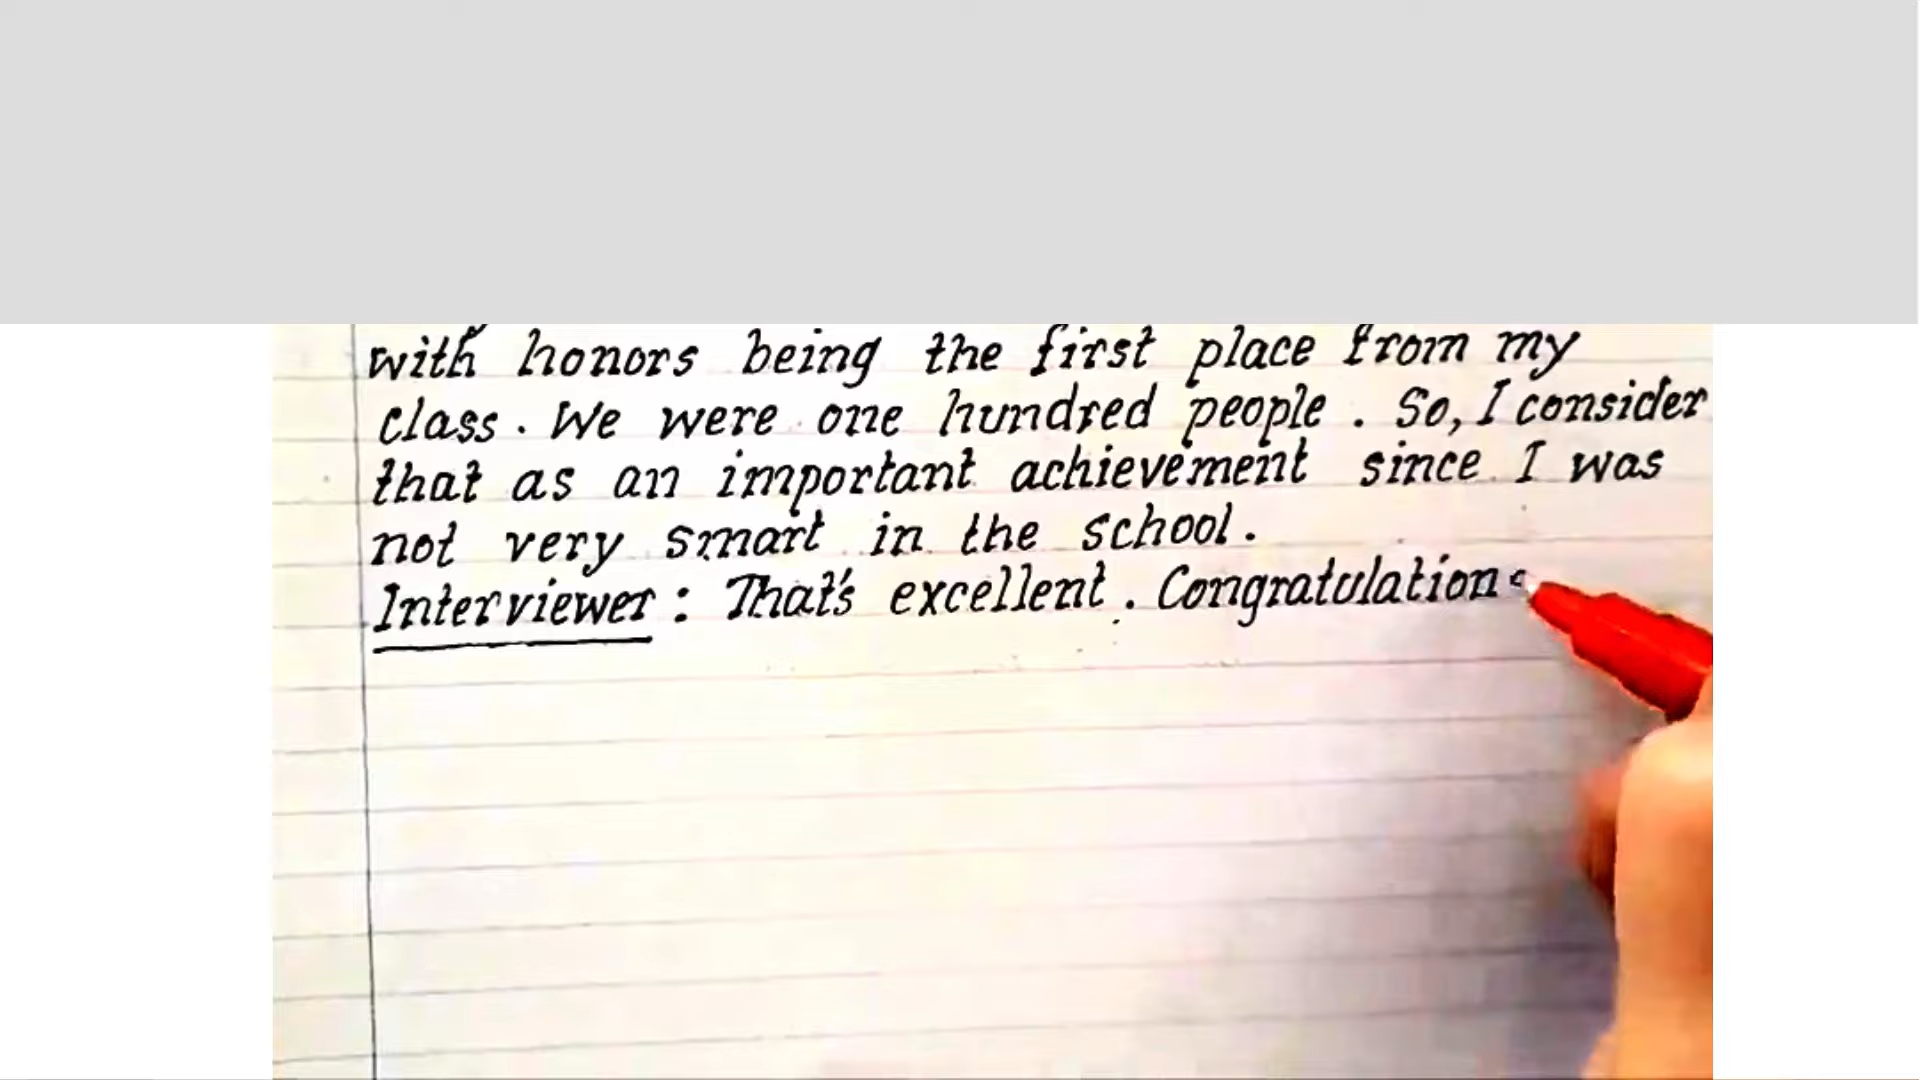 with honors being the first place from my
class. We were one hundred people. So, I consider
that as an important achievement since I was
not very smart in the school.
Interviewer: That's excellent. Congratulations